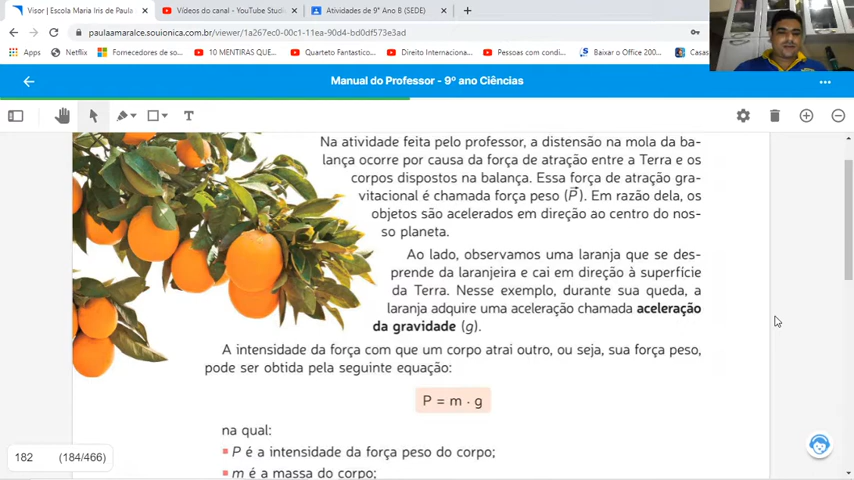 Visor | Escola Maria Iris de Paula
Vídeos do canal - YouTube Studi
Atividades de 9° Ano B (SEDE)
paulaamaralce.souionica.com.br/viewer/1a267ec0-00c1-11ea-90d4-bd0df573e3ad
Apps
Netflix
Fornecedores de so...
10 MENTIRAS QUE...
Quarteto Fantastico...
Direito Internacional...
Pessoas com condi...
Baixar o Office 200...
Casas
Manual do Professor - 9º ano Ciências
T
Na atividade feita pelo professor, a distensão na mola da ba-
lança ocorre por causa da força de atração entre a Terra e os
corpos dispostos na balança. Essa força de atração gra-
vitacional é chamada força peso (P⃗). Em razão dela, os
objetos são acelerados em direção ao centro do nos-
so planeta.
Ao lado, observamos uma laranja que se des-
prende da laranjeira e cai em direção à superfície
da Terra. Nesse exemplo, durante sua queda, a
laranja adquire uma aceleração chamada aceleração
da gravidade (g).
A intensidade da força com que um corpo atrai outro, ou seja, sua força peso,
pode ser obtida pela seguinte equação:
P = m . g
na qual:
P é a intensidade da força peso do corpo;
m é a massa do corpo;
182 (184/466)